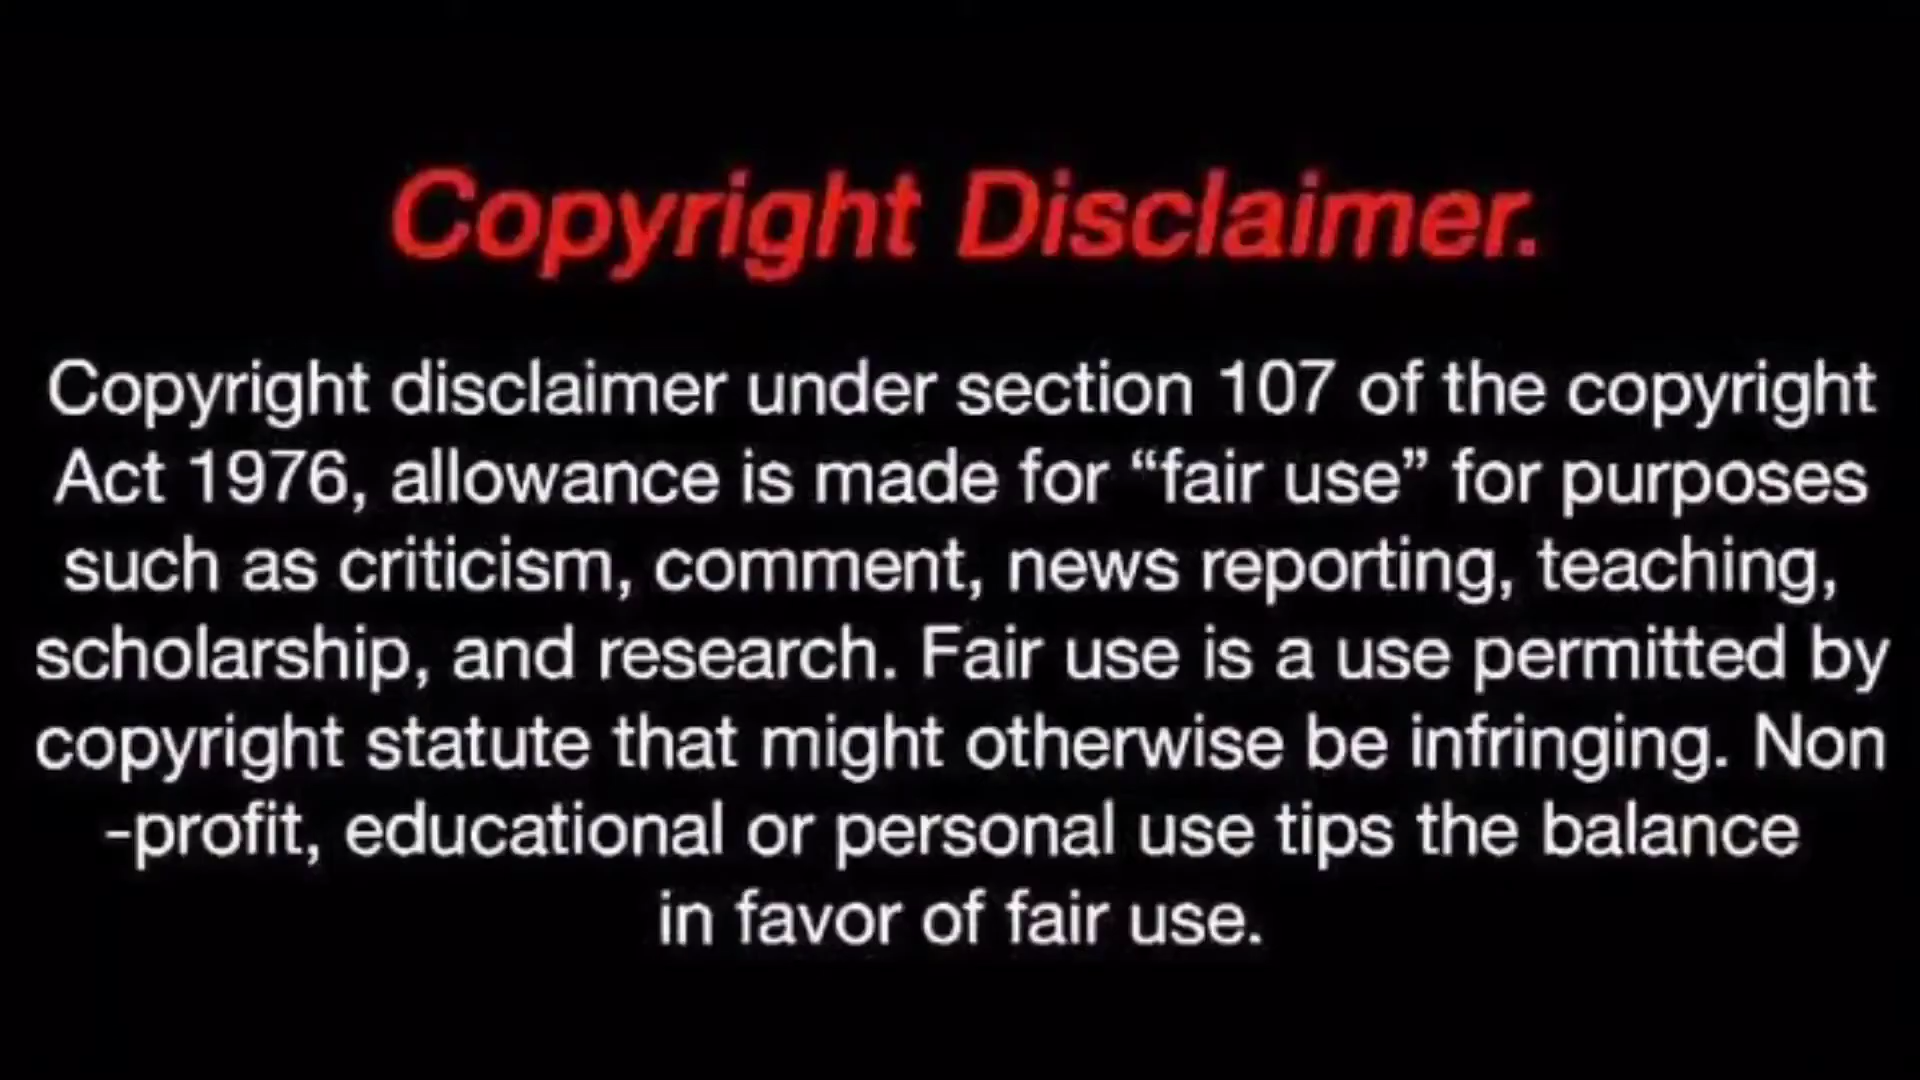 Copyright Disclaimer.
Copyright disclaimer under section 107 of the copyright
Act 1976, allowance is made for “fair use” for purposes
such as criticism, comment, news reporting, teaching,
scholarship, and research. Fair use is a use permitted by
copyright statute that might otherwise be infringing. Non
-profit, educational or personal use tips the balance
in favor of fair use.